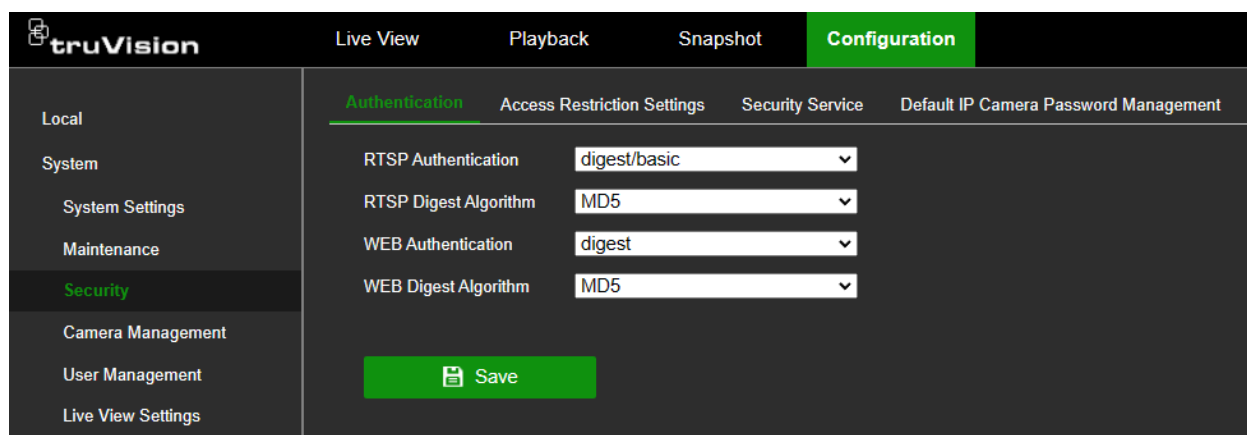 truVision
Live View Playback Snapshot Configuration
Authentication Access Restriction Settings Security Service Default IP Camera Password Management
Local
System
System Settings
Maintenance
Security
Camera Management
User Management
Live View Settings
RTSP Authentication digest/basic
RTSP Digest Algorithm MD5
WEB Authentication digest
WEB Digest Algorithm MD5
Save